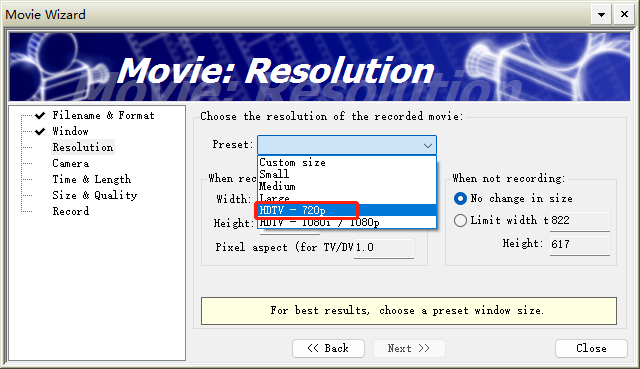 Movie Wizard
Movie: Resolution
Filename & Format
Window
Resolution
Camera
Time & Length
Size & Quality
Record
Choose the resolution of the recorded movie:
Preset:
Custom size
Small
Medium
Large
HDTV - 720p
HDTV - 1080i / 1080p
When rec
Width:
Height:
Pixel aspect (for TV/DV 1.0
When not recording:
No change in size
Limit width t 822
Height: 617
For best results, choose a preset window size.
<< Back
Next >>
Close